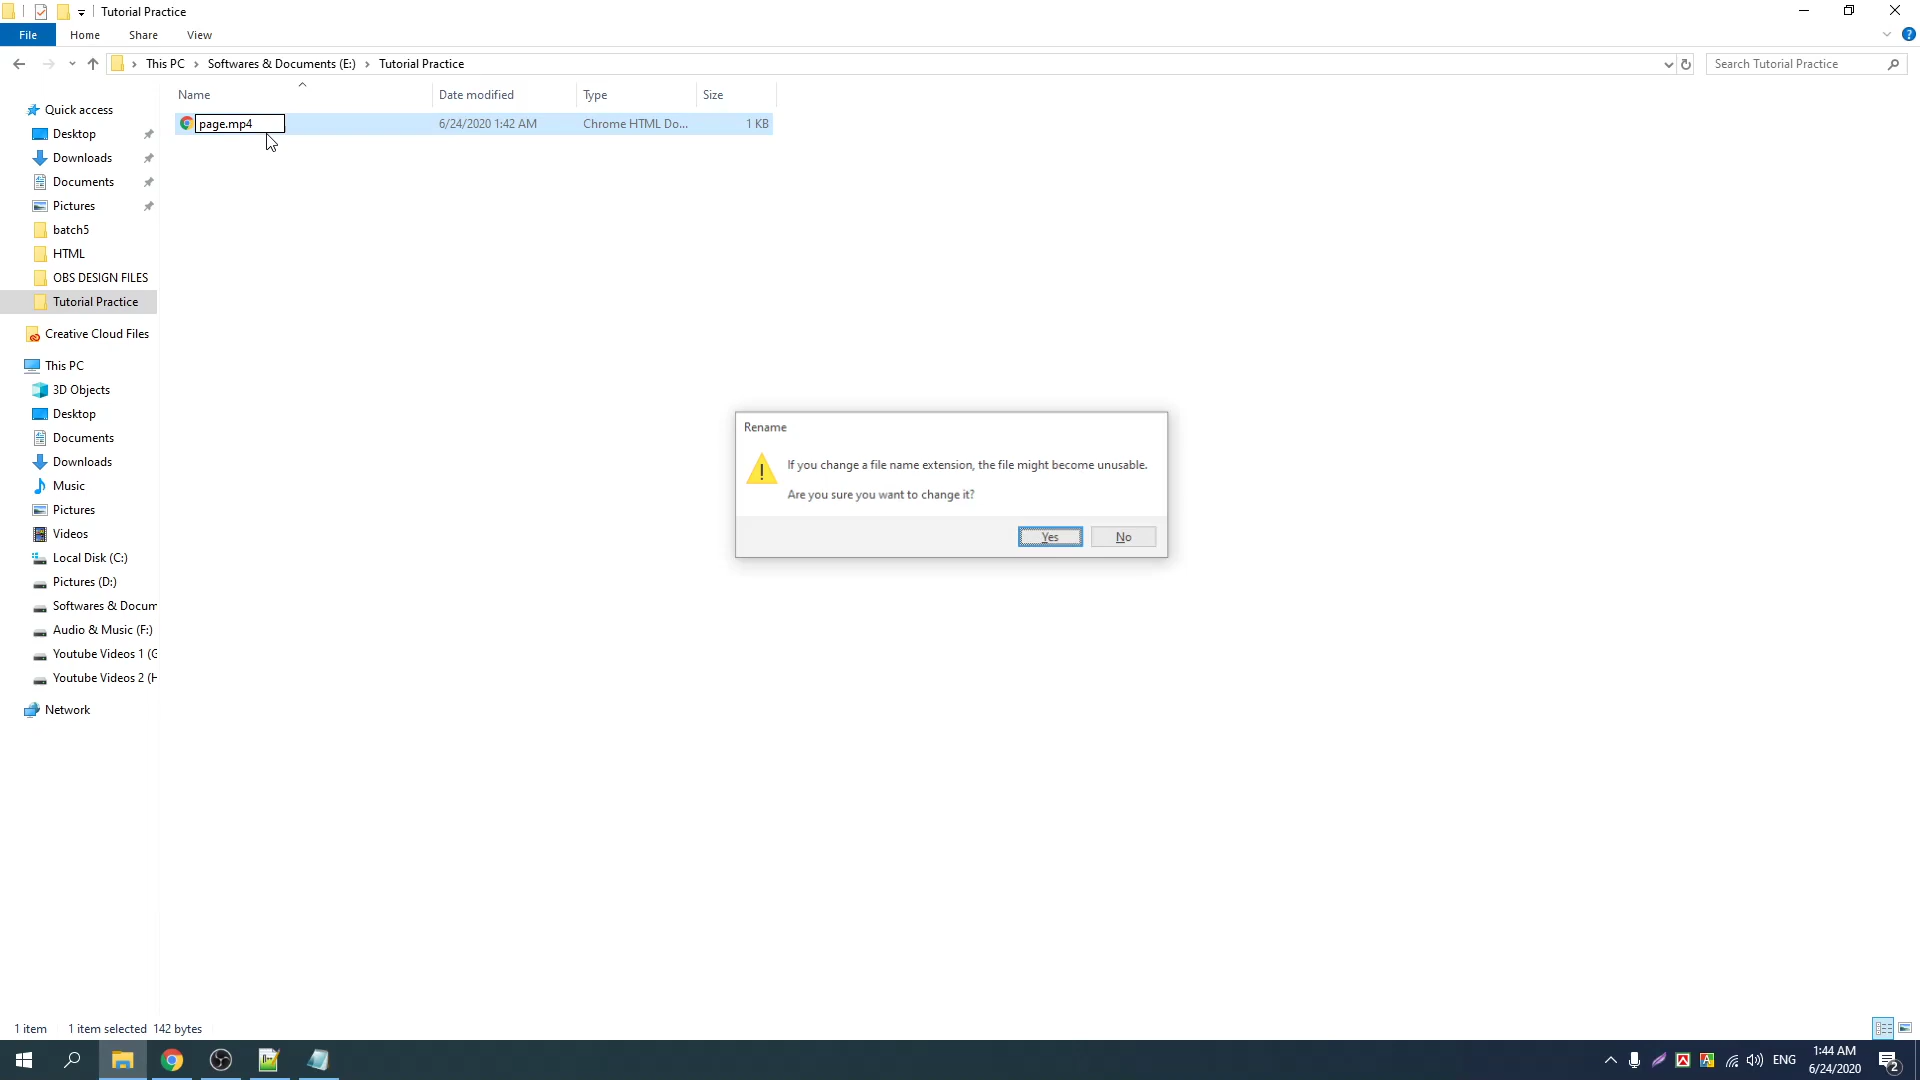 Tutorial Practice
File
Home
Share
View
?
This PC
Softwares & Documents (E:)
Tutorial Practice
Search Tutorial Practice
Name
Date modified
Type
Size
page.mp4
6/24/2020 1:42 AM
Chrome HTML Do...
1 KB
Quick access
Desktop
Downloads
Documents
Pictures
batch5
HTML
OBS DESIGN FILES
Tutorial Practice
Creative Cloud Files
This PC
3D Objects
Desktop
Documents
Downloads
Music
Pictures
Videos
Local Disk (C:)
Pictures (D:)
Softwares & Docum
Audio & Music (F:)
Youtube Videos 1 (G
Youtube Videos 2 (H
Network
Rename
If you change a file name extension, the file might become unusable.
Are you sure you want to change it?
Yes
No
1 item
1 item selected
142 bytes
ENG
1:44 AM
6/24/2020
2